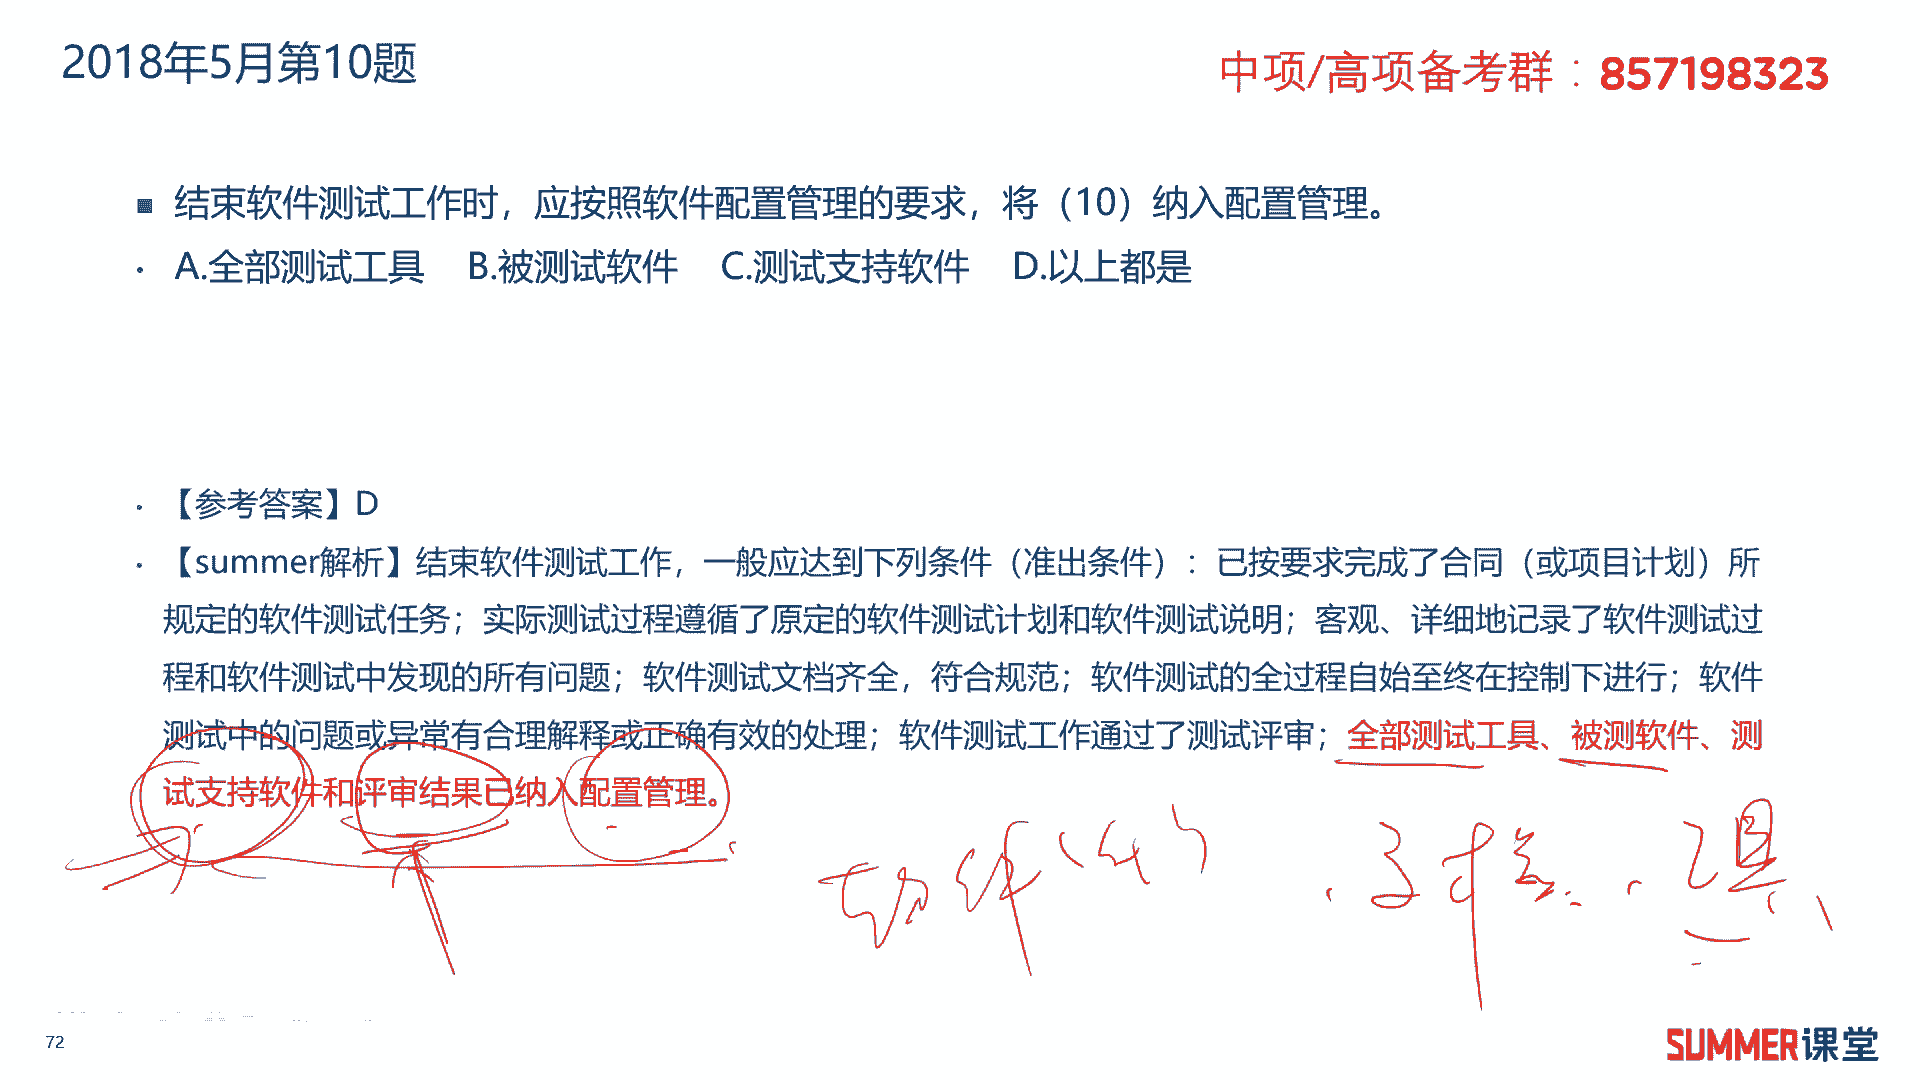 2018年5月第10题
中项/高项备考群：857198323
■ 结束软件测试工作时，应按照软件配置管理的要求，将（10）纳入配置管理。
• A.全部测试工具 B.被测试软件 C.测试支持软件 D.以上都是
• 【参考答案】D
• 【summer解析】结束软件测试工作，一般应达到下列条件（准出条件）：已按要求完成了合同（或项目计划）所
规定的软件测试任务；实际测试过程遵循了原定的软件测试计划和软件测试说明；客观、详细地记录了软件测试过
程和软件测试中发现的所有问题；软件测试文档齐全，符合规范；软件测试的全过程自始至终在控制下进行；软件
测试中的问题或异常有合理解释或正确有效的处理；软件测试工作通过了测试评审；全部测试工具、被测软件、测
试支持软件和评审结果已纳入配置管理。
72
SUMMER课堂